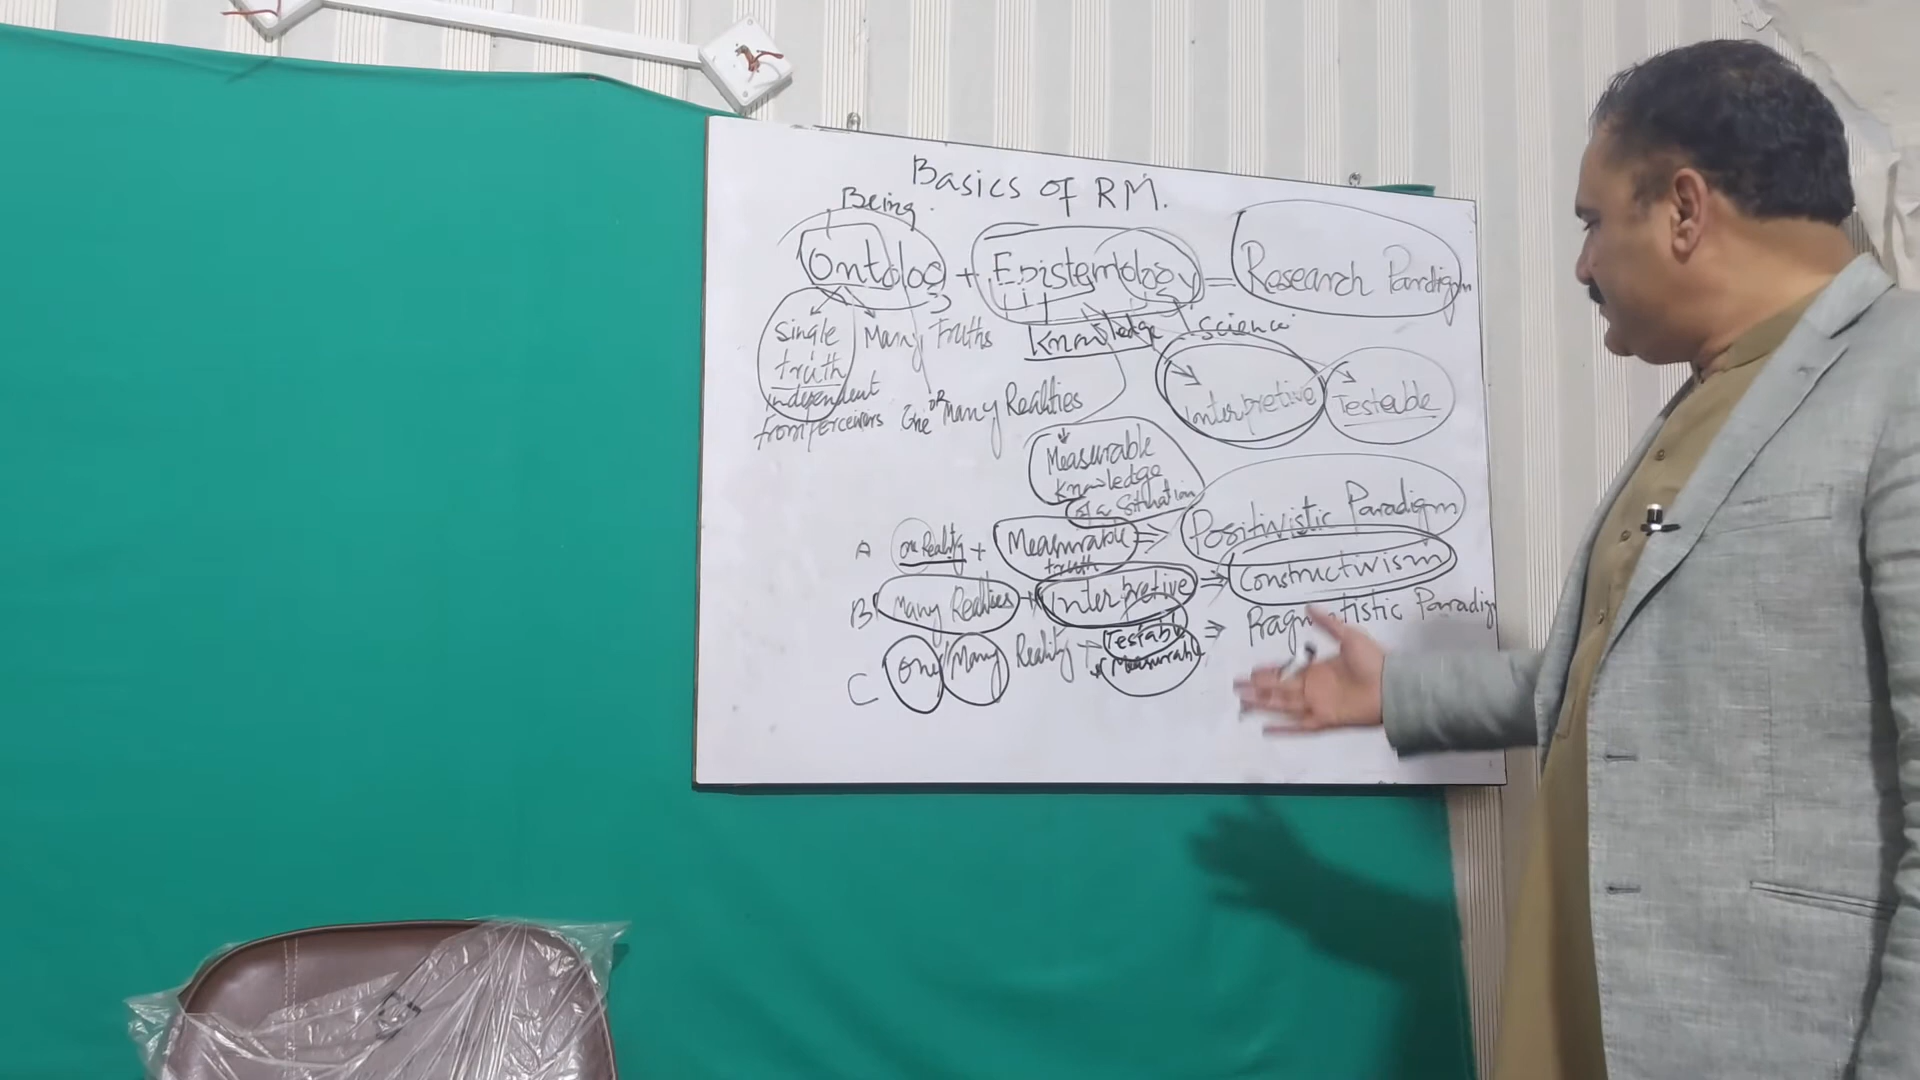 Basics of RM.
Being.
Ontology + Epistemology = Research Paradigm
Single truth
Many Truths
Knowledge
Science
independent from perceivers
One or Many Realities
Interpretive
Testable
Measurable
Knowledge
of a Situation
A one Reality + Measurable truth ⇒ Positivistic Paradigm
B Many Realities + Interpretive ⇒ Constructivism
C One/Many Reality + Testable Measurable ⇒